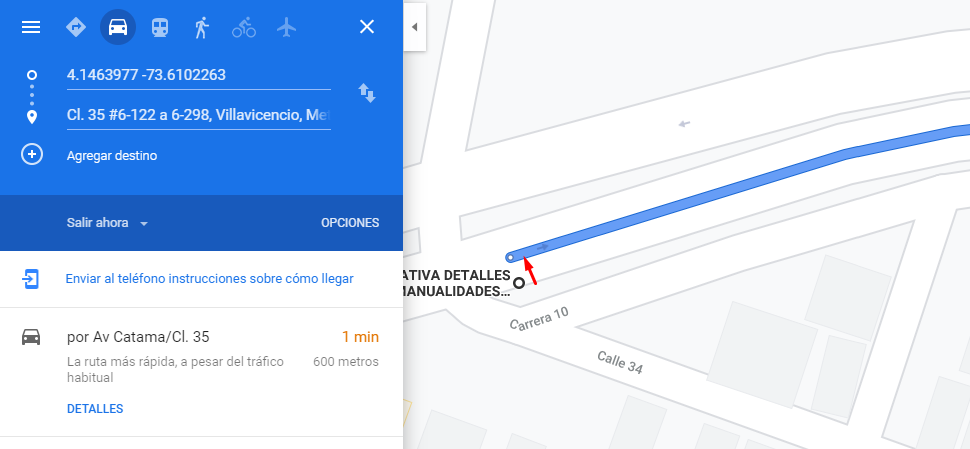 4.1463977 -73.6102263
Cl. 35 #6-122 a 6-298, Villavicencio, Me
Agregar destino
Salir ahora
OPCIONES
Enviar al teléfono instrucciones sobre cómo llegar
por Av Catama/Cl. 35
1 min
La ruta más rápida, a pesar del tráfico
600 metros
habitual
DETALLES
ATIVA DETALLES
MANUALIDADES...
Carrera 10
Calle 34